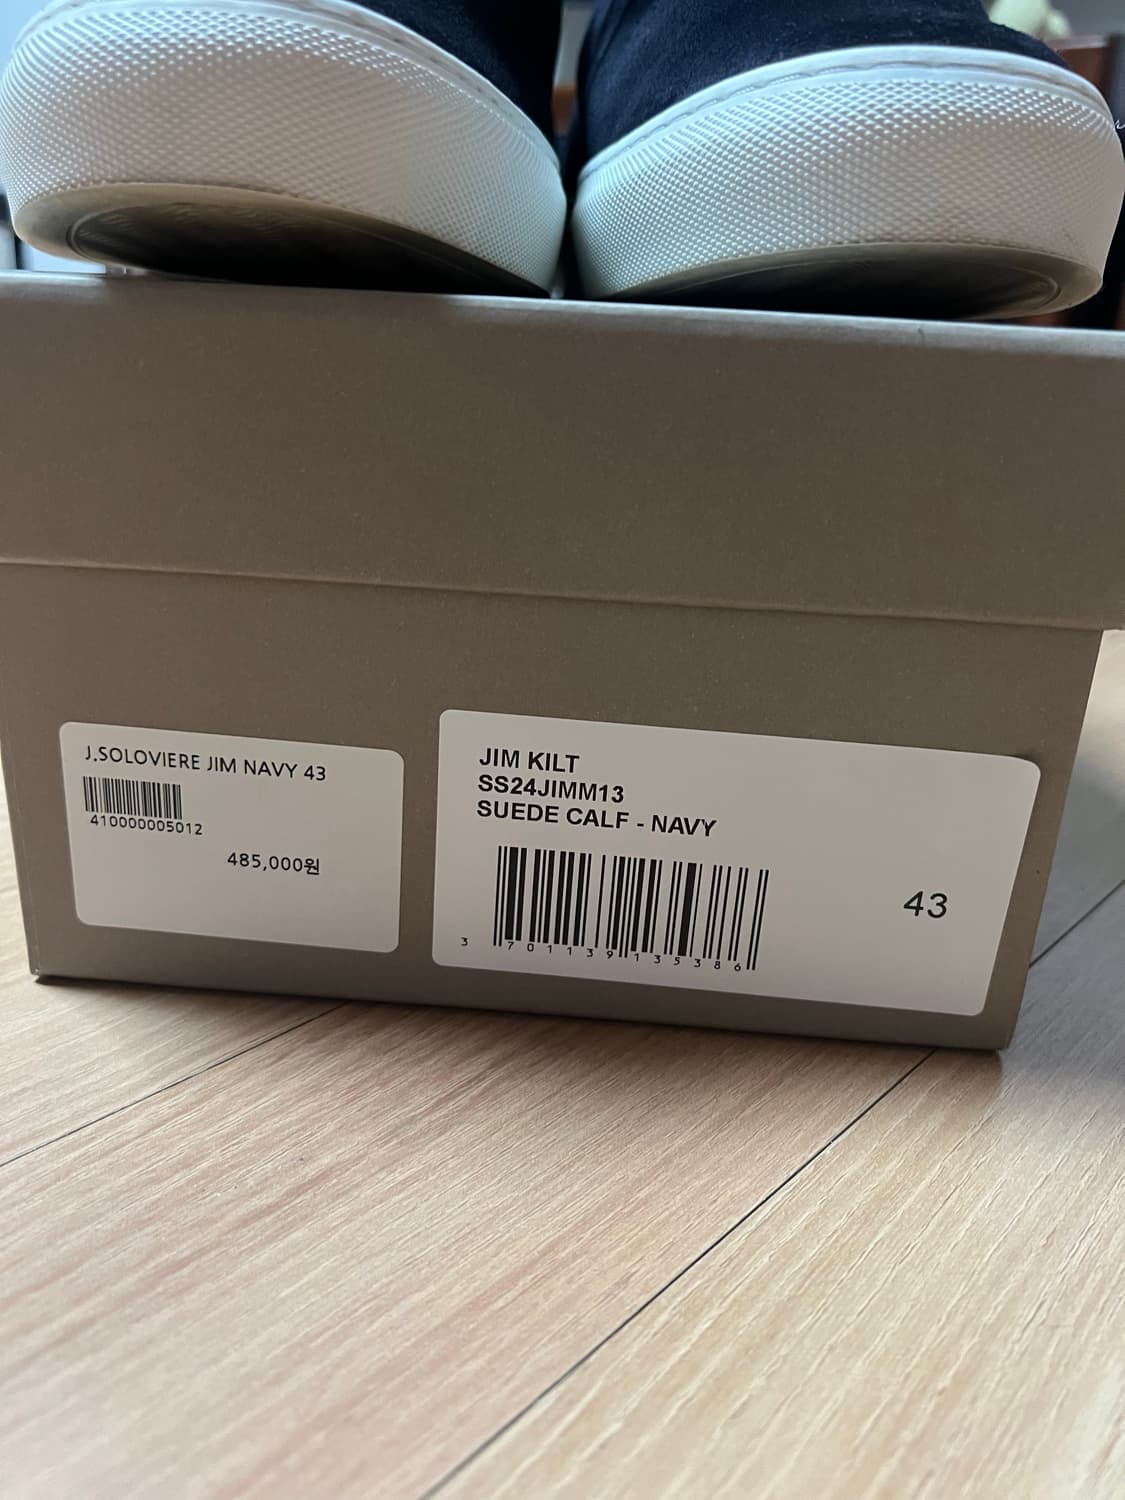 J.SOLOVIERE JIM NAVY 43
410000005012
485,000원
JIM KILT
SS24JIMM13
SUEDE CALF - NAVY
43
3 701139 135386